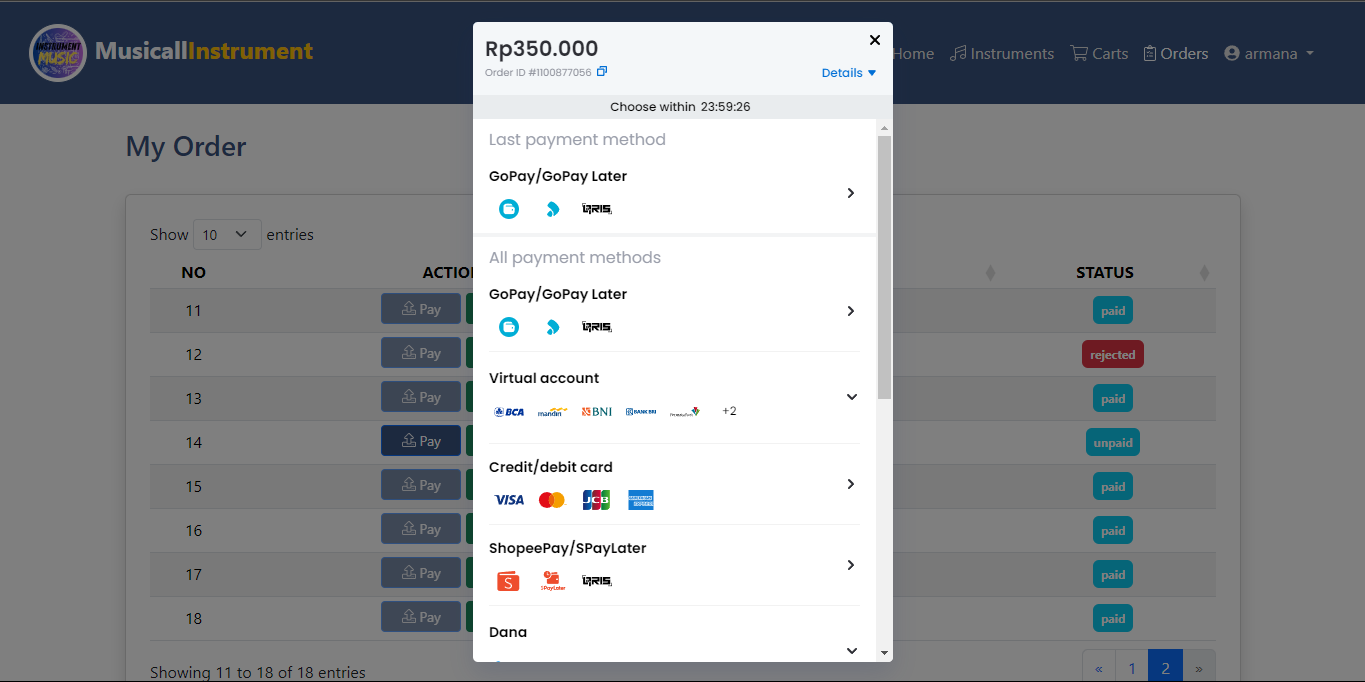 INSTRUMENT
MUSIC
MusicallInstrument
Home
Instruments
Carts
Orders
armana
My Order
Show 10 entries
NO
ACTIO
STATUS
11 Pay paid
12 Pay rejected
13 Pay paid
14 Pay unpaid
15 Pay paid
16 Pay paid
17 Pay paid
18 Pay paid
Showing 11 to 18 of 18 entries
« 1 2 »
Rp350.000
Order ID #1100877056
Details
Choose within 23:59:26
Last payment method
GoPay/GoPay Later
QRIS
All payment methods
GoPay/GoPay Later
QRIS
Virtual account
BCA mandiri BNI BANK BRI PermataBank +2
Credit/debit card
VISA JCB AMERICAN EXPRESS
ShopeePay/SPayLater
S SPayLater QRIS
Dana